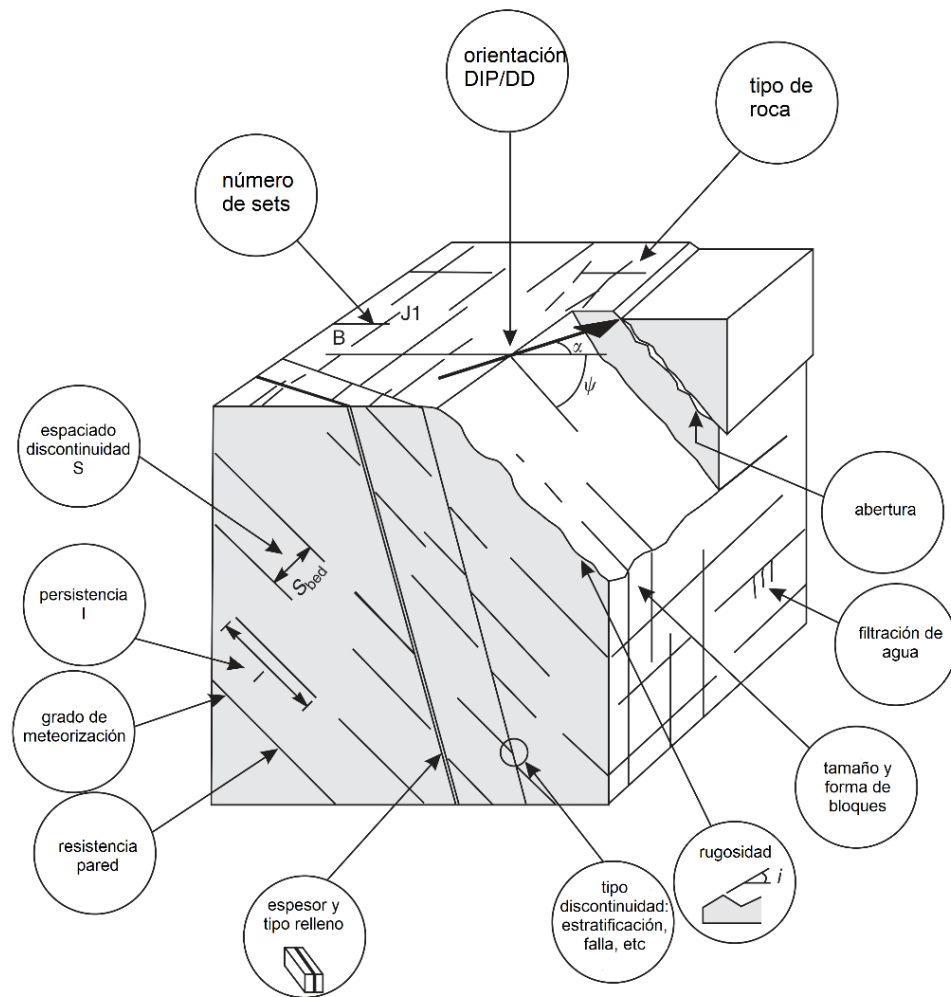 orientación
DIP/DD
tipo de
roca
número
de sets
J1
B
α
ψ
espaciado
discontinuidad
S
S bed
abertura
persistencia
l
l
filtración de
agua
grado de
meteorización
tamaño y
forma de
bloques
resistencia
pared
rugosidad
i
espesor y
tipo relleno
tipo
discontinuidad:
estratificación,
falla, etc